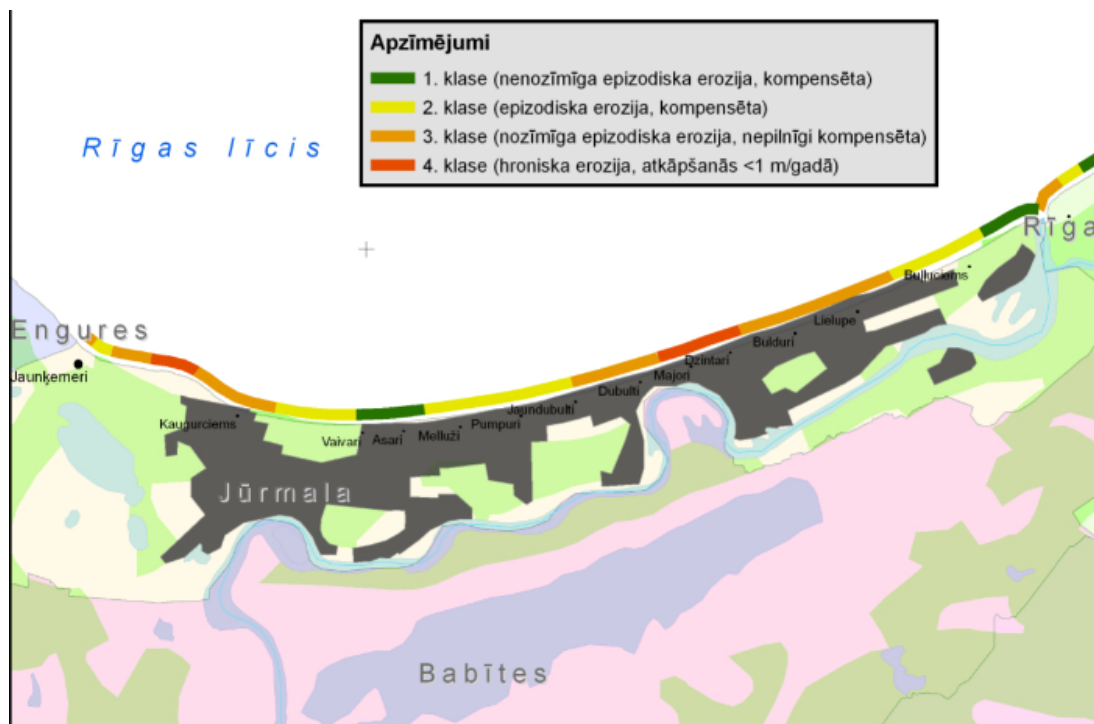 Apzīmējumi
1. klase (nenozīmīga epizodiska erozija, kompensēta)
2. klase (epizodiska erozija, kompensēta)
3. klase (nozīmīga epizodiska erozija, nepilnīgi kompensēta)
4. klase (hroniska erozija, atkāpšanās <1 m/gadā)
Rīgas līcis
Rīga
Buļļuciems
Lielupe
Engures
Bulduri
Dzintari
Jaunķemeri
Majori
Dubulti
Jaundubulti
Kaugurciems
Pumpuri
Melluži
Asari
Vaivari
Jūrmala
Babītes